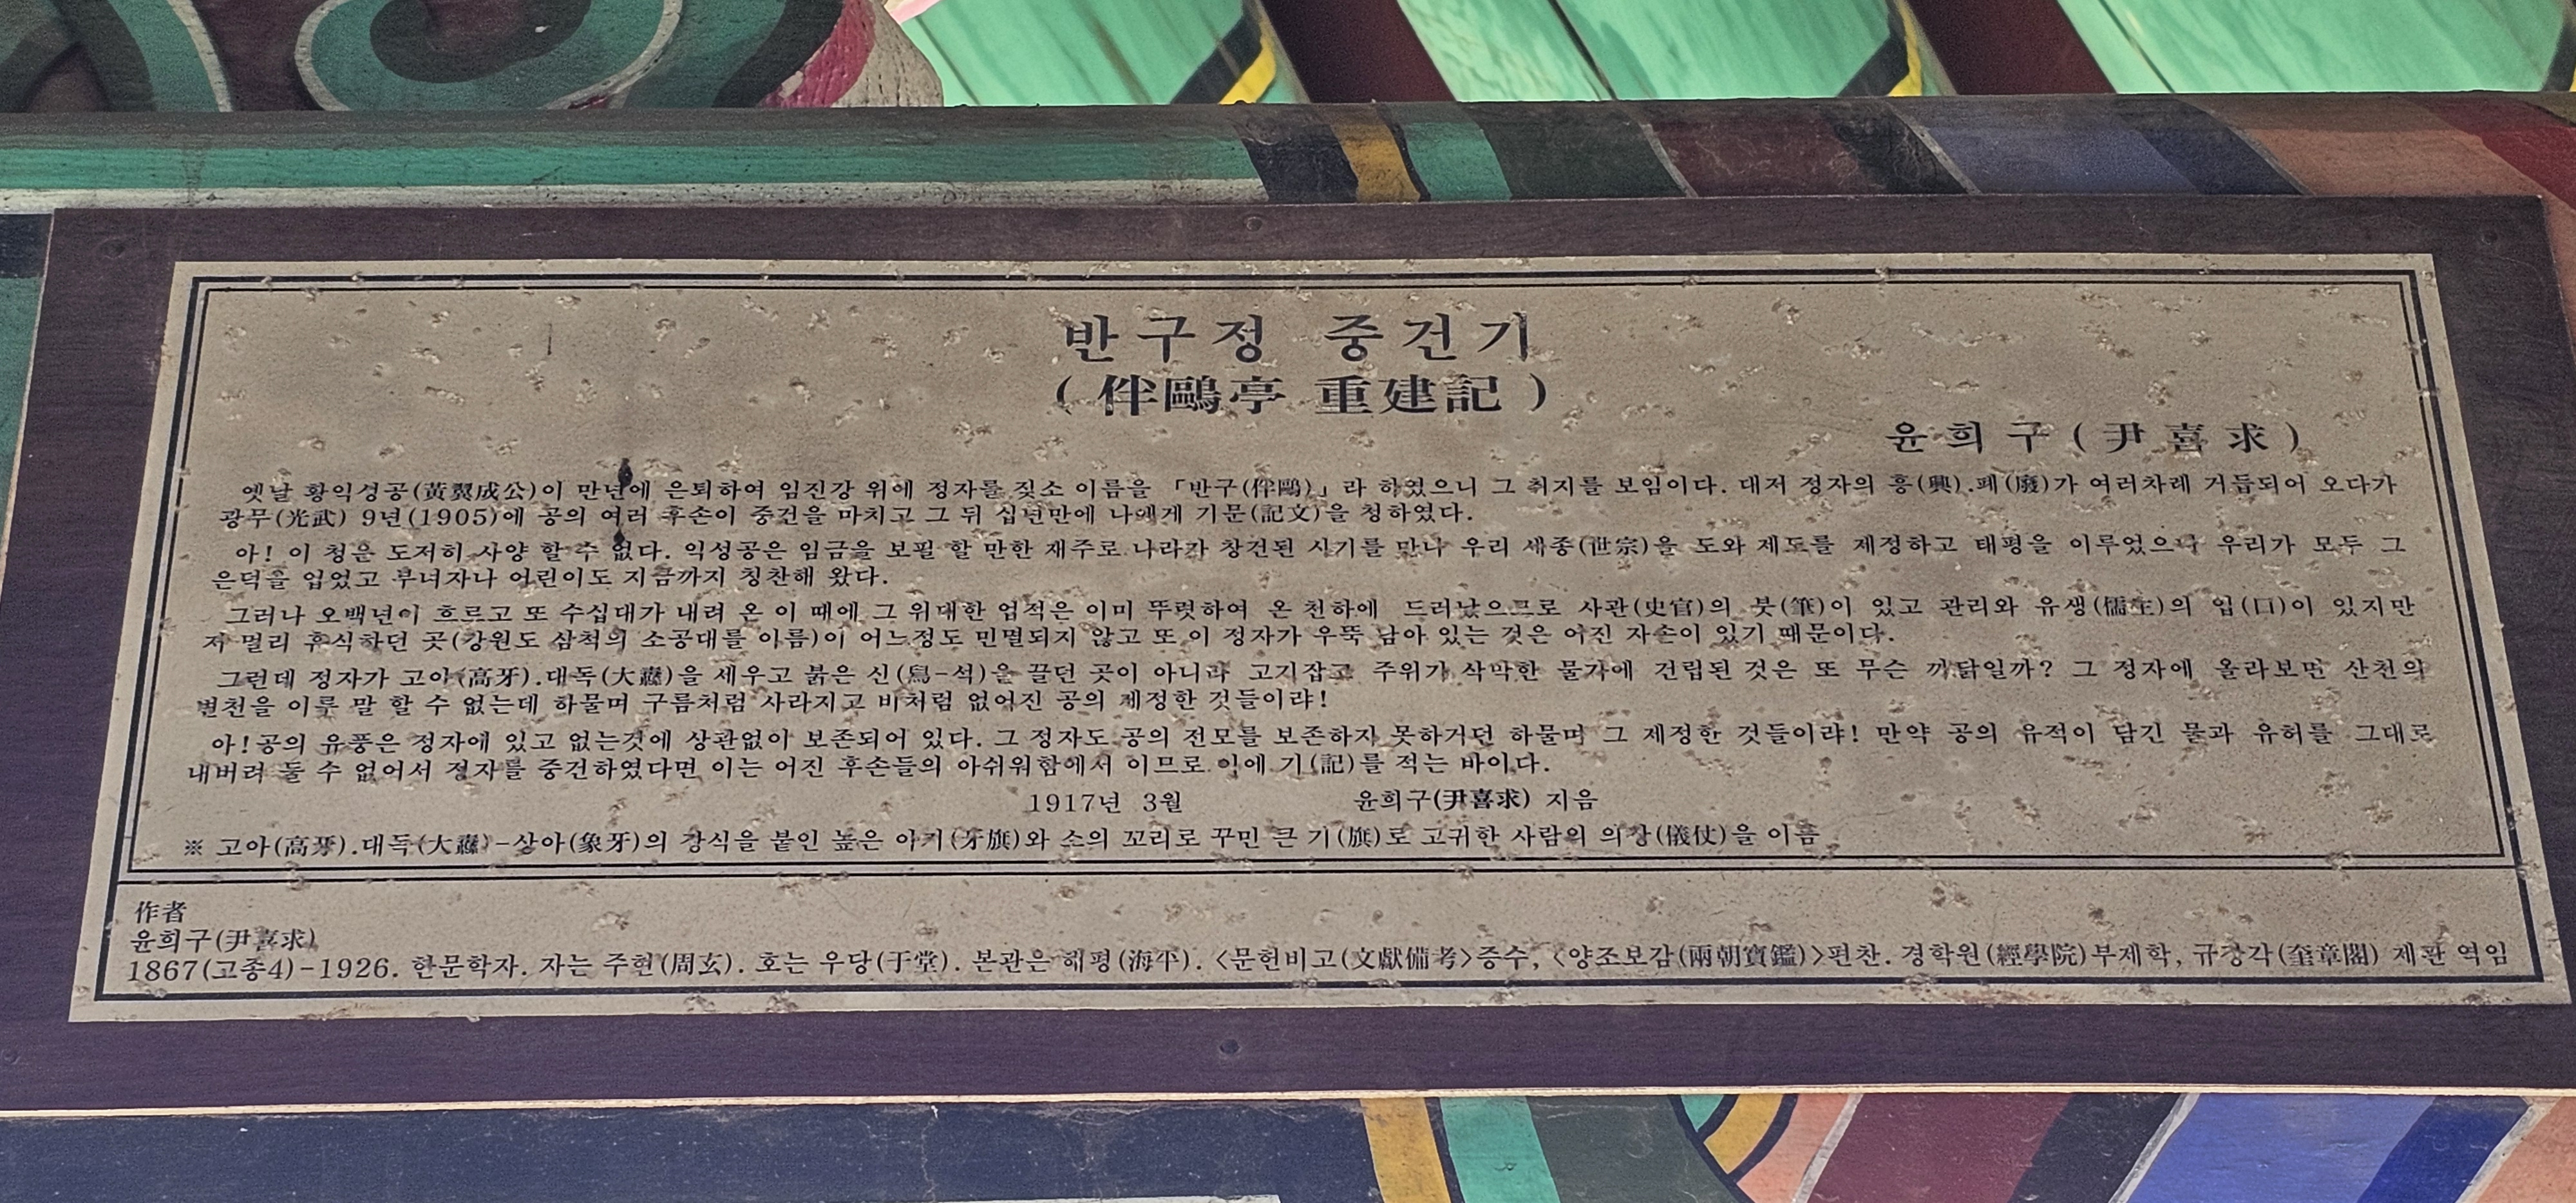 반구정 중건기
(伴鷗亭 重建記)
윤희구(尹喜求)
옛날 황익성공(黃翼成公)이 만년에 은퇴하여 임진강 위에 정자를 짓소 이름을 「반구(伴鷗)」라 하였으니 그 취지를 보임이다. 대저 정자의 흥(興).폐(廢)가 여러차례 거듭되어 오다가
광무(光武) 9년(1905)에 공의 여러 후손이 중건을 마치고 그 뒤 십년만에 나에게 기문(記文)을 청하였다.
아! 이 청은 도저히 사양 할 수 없다. 익성공은 임금을 보필 할 만한 재주로 나라가 창건된 시기를 만나 우리 세종(世宗)을 도와 제도를 제정하고 태평을 이루었으니 우리가 모두 그
은덕을 입었고 부녀자나 어린이도 지금까지 칭찬해 왔다.
그러나 오백년이 흐르고 또 수십대가 내려 온 이 때에 그 위대한 업적은 이미 뚜렷하여 온 천하에 드러났으므로 사관(史官)의 붓(筆)이 있고 관리와 유생(儒生)의 입(口)이 있지만
저 멀리 휴식하던 곳(강원도 삼척의 소공대를 이름)이 어느정도 민멸되지 않고 또 이 정자가 우뚝 남아 있는 것은 어진 자손이 있기 때문이다.
그런데 정자가 고아(高牙).대독(大纛)을 세우고 붉은 신(鳥-석)을 끌던 곳이 아니라 고기잡고 주위가 삭막한 물가에 건립된 것은 또 무슨 까닭일까? 그 정자에 올라보면 산천의
변천을 이루 말 할 수 없는데 하물며 구름처럼 사라지고 비처럼 없어진 공의 제정한 것들이랴!
아!공의 유풍은 정자에 있고 없는것에 상관없이 보존되어 있다. 그 정자도 공의 전모를 보존하지 못하거던 하물며 그 제정한 것들이랴! 만약 공의 유적이 담긴 물과 유허를 그대로
내버려 둘 수 없어서 정자를 중건하였다면 이는 어진 후손들의 아쉬워함에서 이므로 이에 기(記)를 적는 바이다.
1917년 3월 윤희구(尹喜求) 지음
※ 고아(高牙).대독(大纛)-상아(象牙)의 장식을 붙인 높은 아기(牙旗)와 소의 꼬리로 꾸민 큰 기(旗)로 고귀한 사람의 의장(儀仗)을 이름
作者
윤희구(尹喜求)
1867(고종4)-1926. 한문학자. 자는 주현(周玄). 호는 우당(于堂). 본관은 해평(海平). <문헌비고(文獻備考>증수, <양조보감(兩朝寶鑑)>편찬. 경학원(經學院)부제학, 규장각(奎章閣) 제판 역임